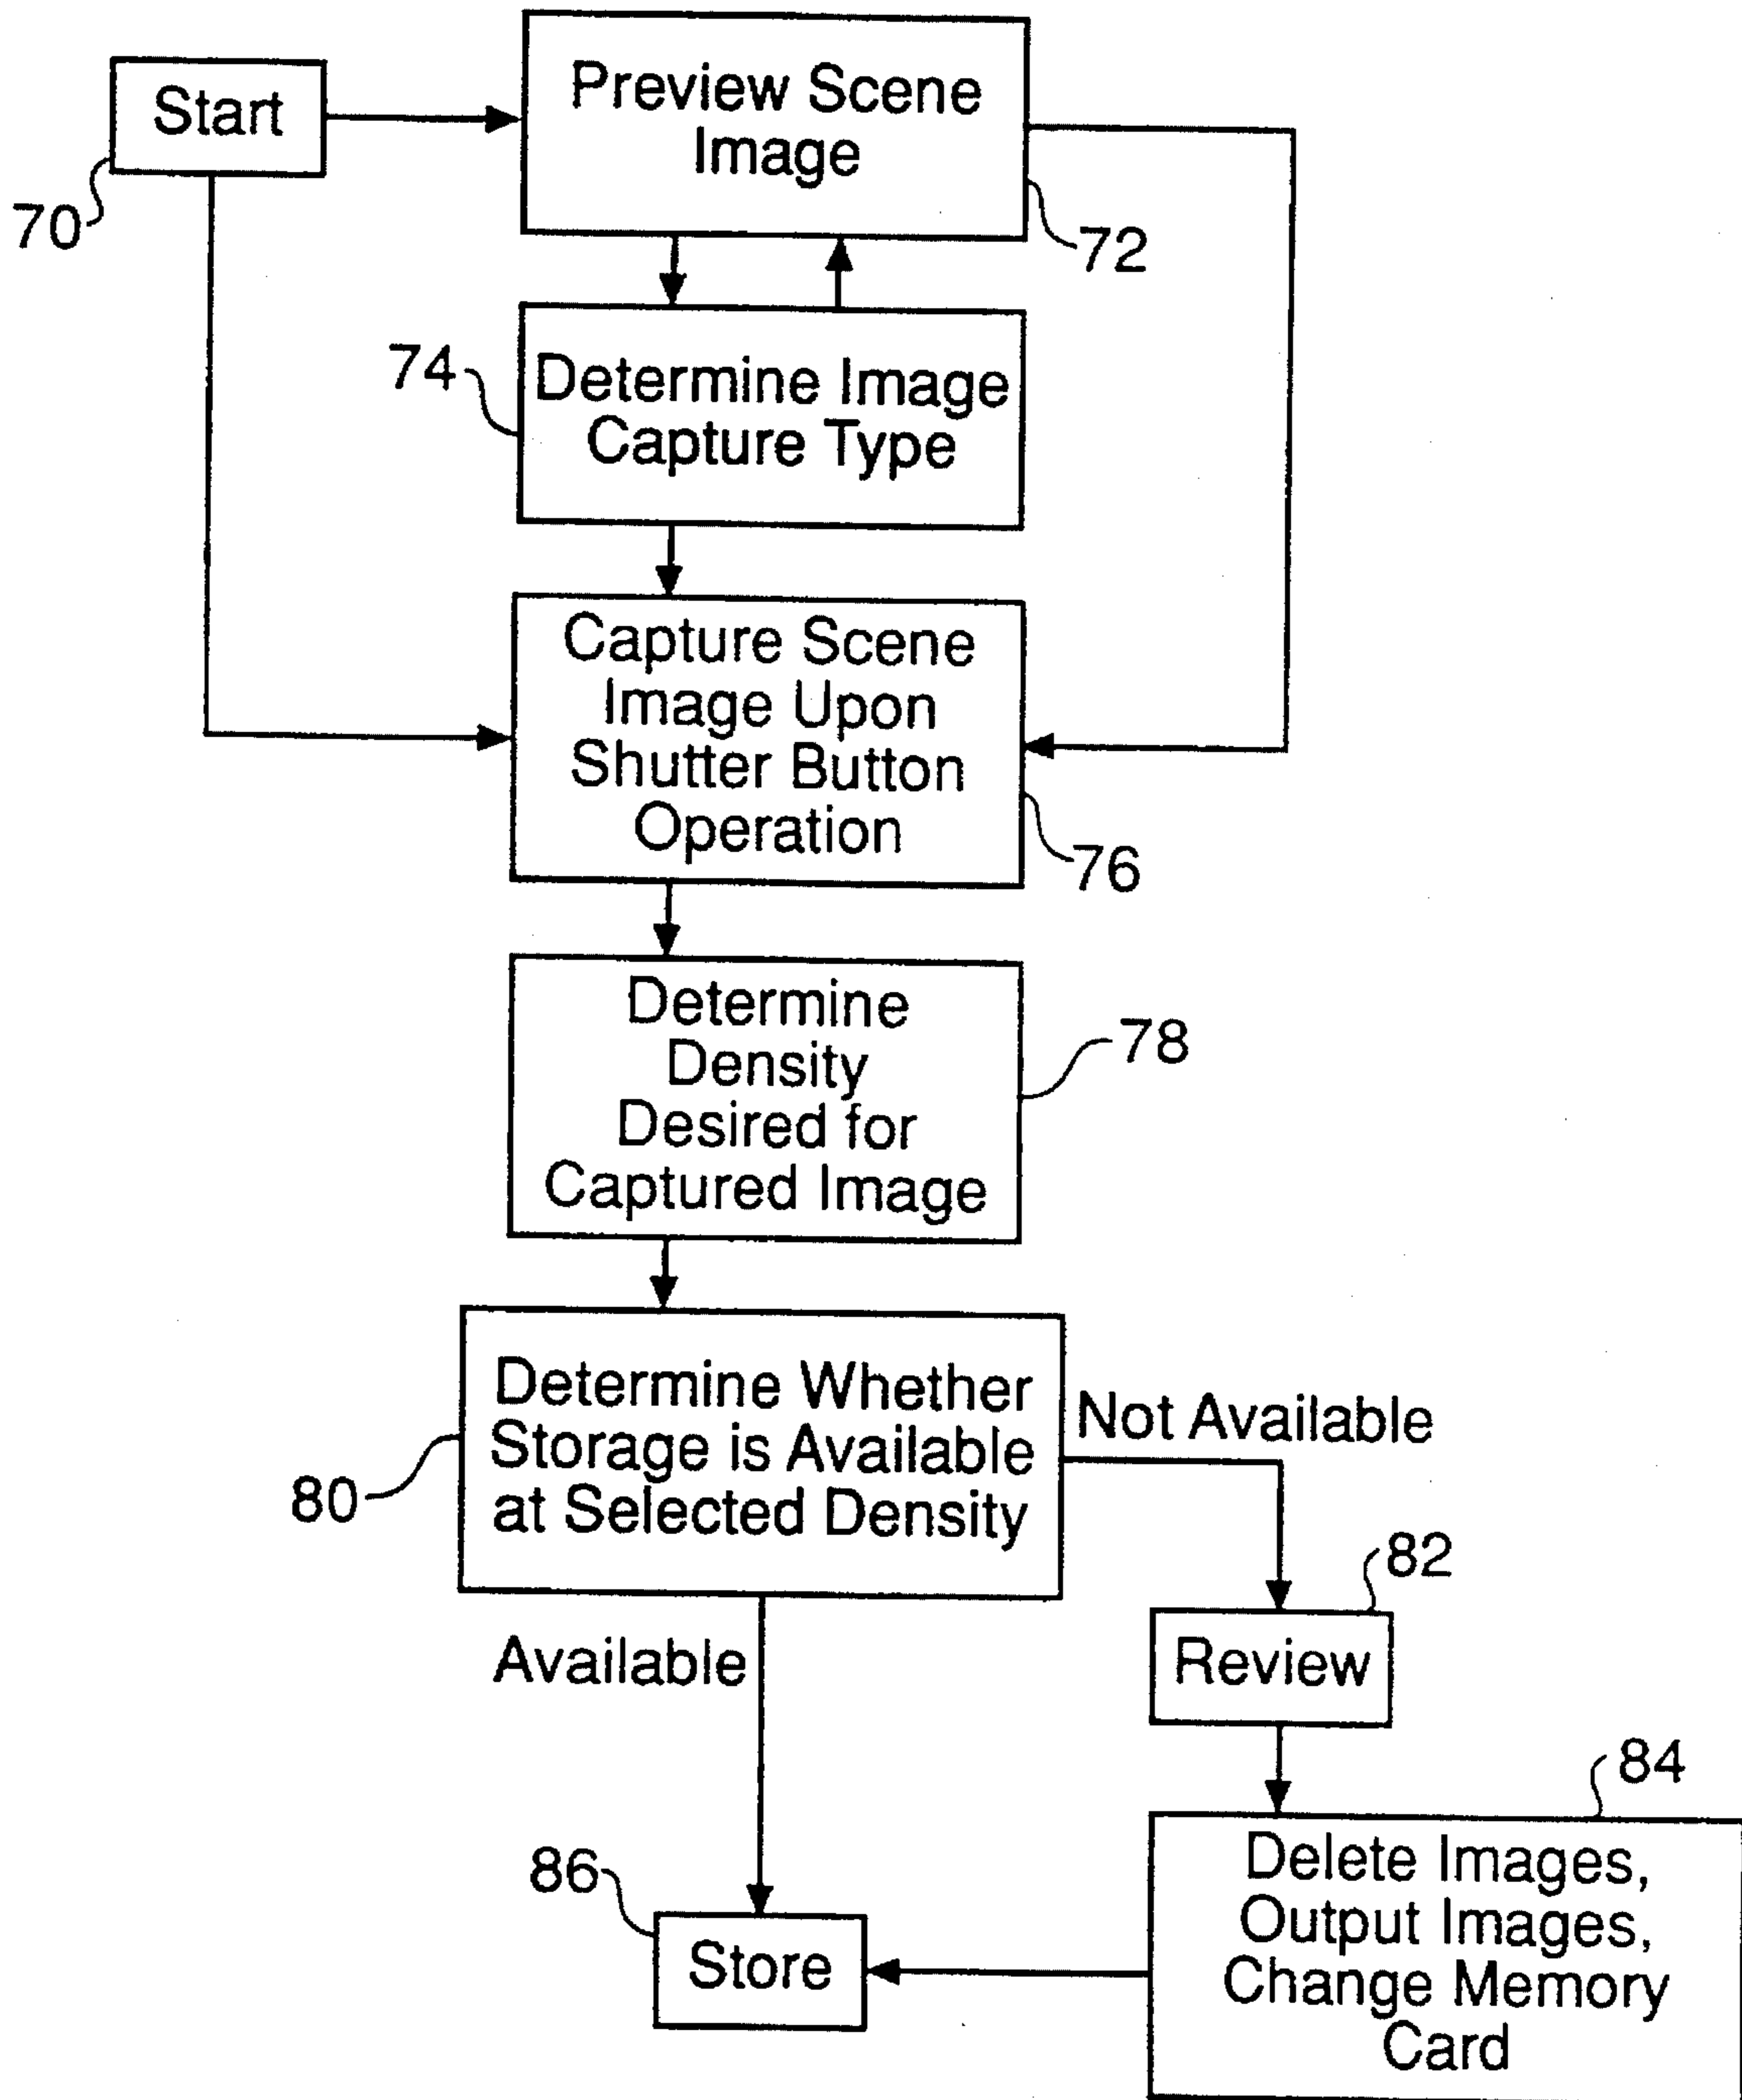 Start
70
Preview Scene
Image
72
74
Determine Image
Capture Type
Capture Scene
Image Upon
Shutter Button
Operation
76
Determine
Density
Desired for
Captured Image
78
Determine Whether
Storage is Available
at Selected Density
80
Not Available
Available
82
Review
84
Delete Images,
Output Images,
Change Memory
Card
86
Store